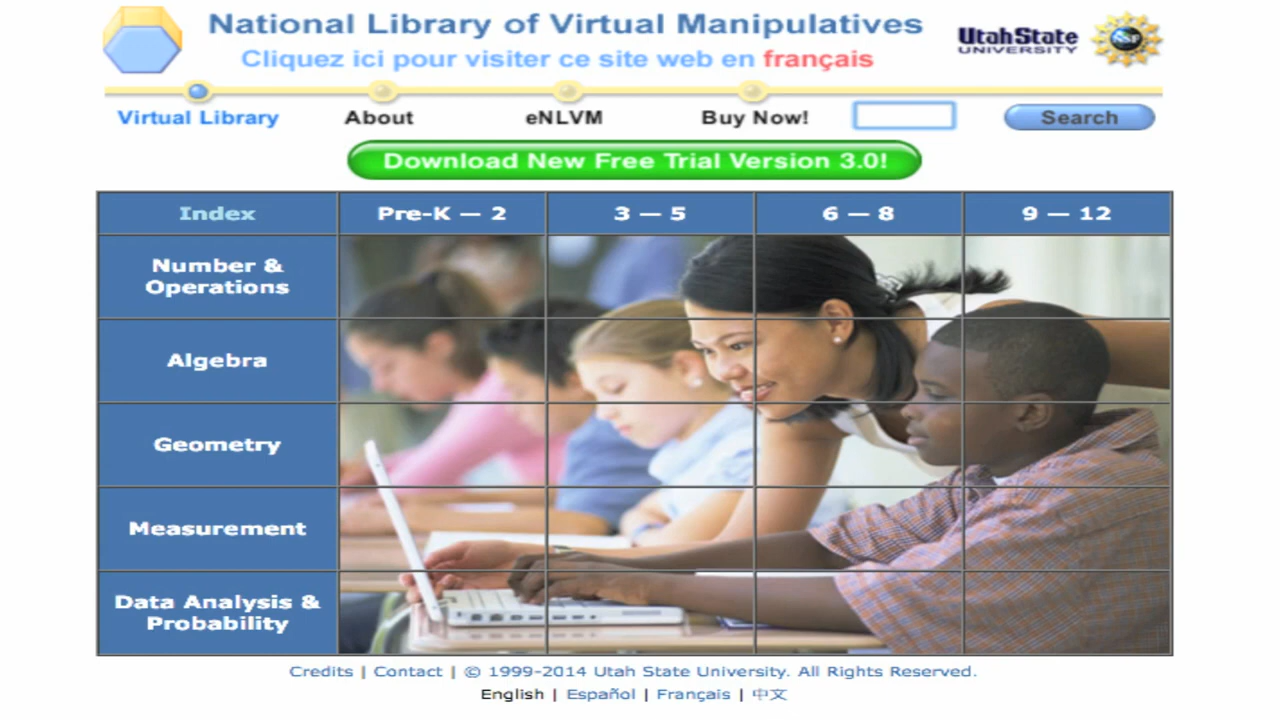 National Library of Virtual Manipulatives
Cliquez ici pour visiter ce site web en français
UtahState
UNIVERSITY
NSF
Virtual Library
About
eNLVM
Buy Now!
Search
Download New Free Trial Version 3.0!
Index
Pre-K — 2
3 — 5
6 — 8
9 — 12
Number &
Operations
Algebra
Geometry
Measurement
Data Analysis &
Probability
Credits | Contact | © 1999-2014 Utah State University. All Rights Reserved.
English | Español | Français | 中文